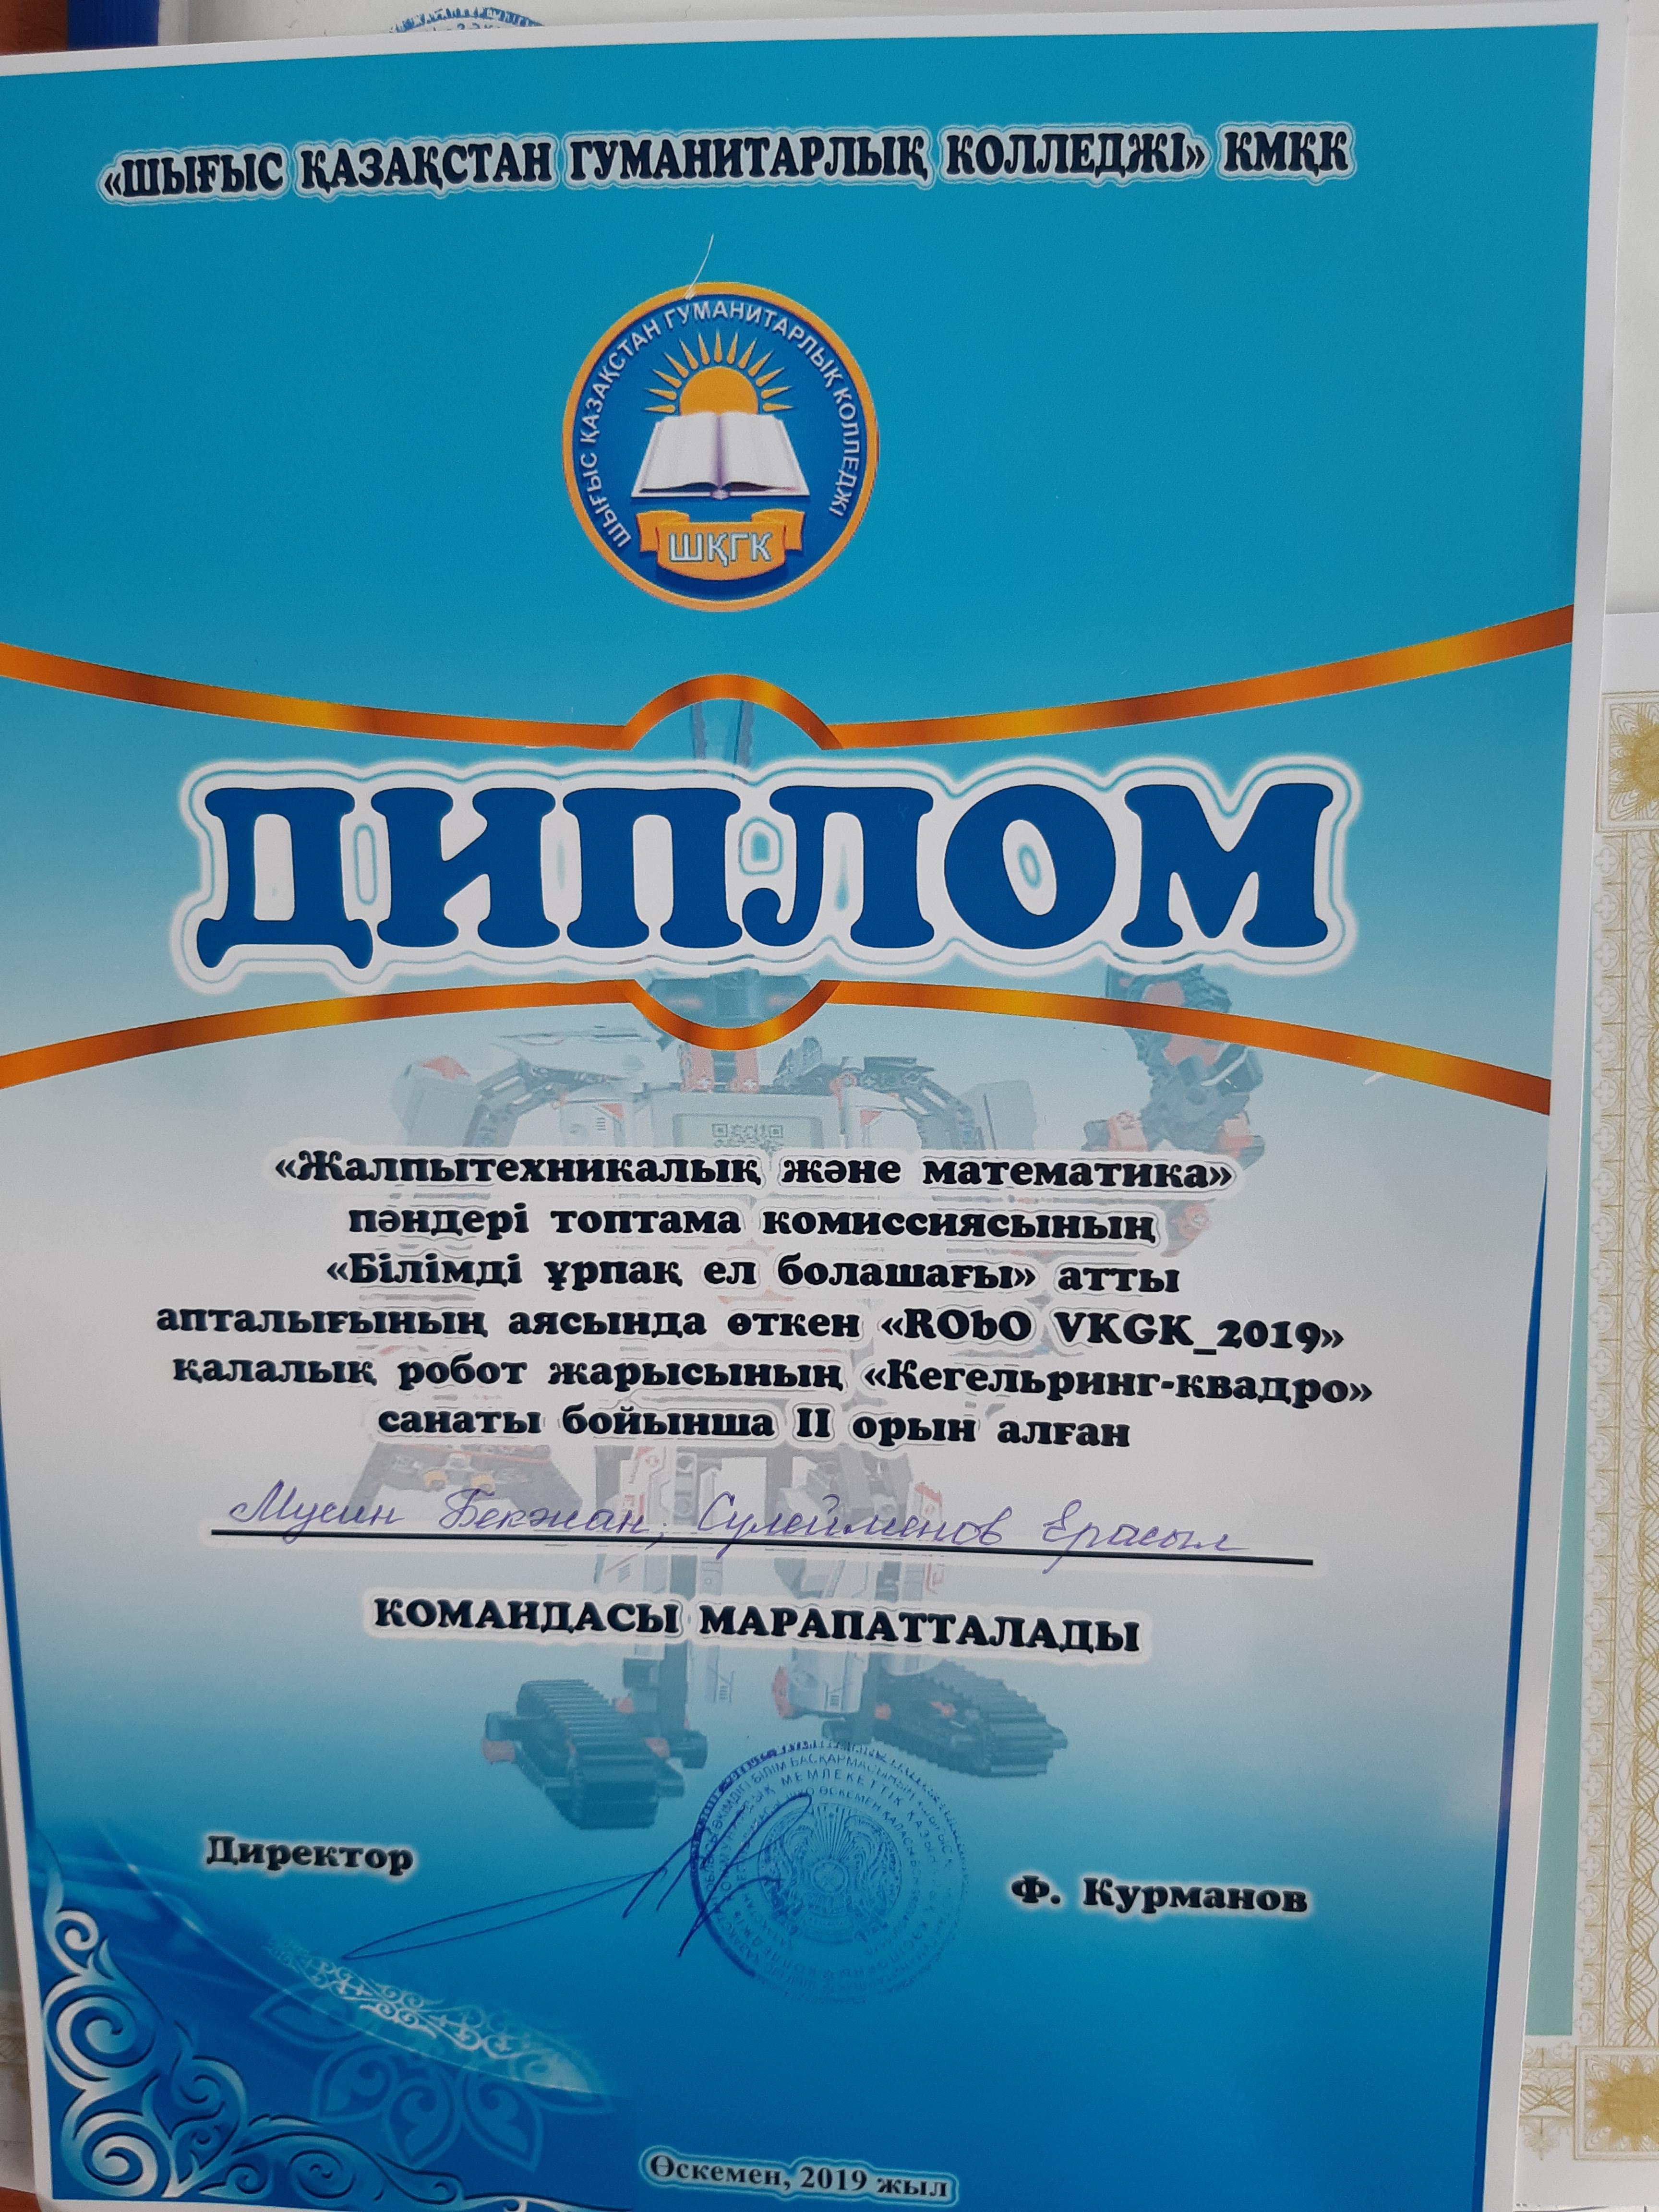 «ШЫҒЫС ҚАЗАҚСТАН ГУМАНИТАРЛЫҚ КОЛЛЕДЖІ» КМҚК
ШЫҒЫС ҚАЗАҚСТАН ГУМАНИТАРЛЫҚ КОЛЛЕДЖІ
ШҚГК
ДИПЛОМ
«Жалпытехникалық және математика»
пәндері топтама комиссиясының
«Білімді ұрпақ ел болашағы» атты
апталығының аясында өткен «RObO VKGK_2019»
қалалық робот жарысының «Кегельринг-квадро»
санаты бойынша II орын алған
Мусин Бекжан, Сулейменов Ерасыл
КОМАНДАСЫ МАРАПАТТАЛАДЫ
Директор
Ф. Курманов
Өскемен, 2019 жыл